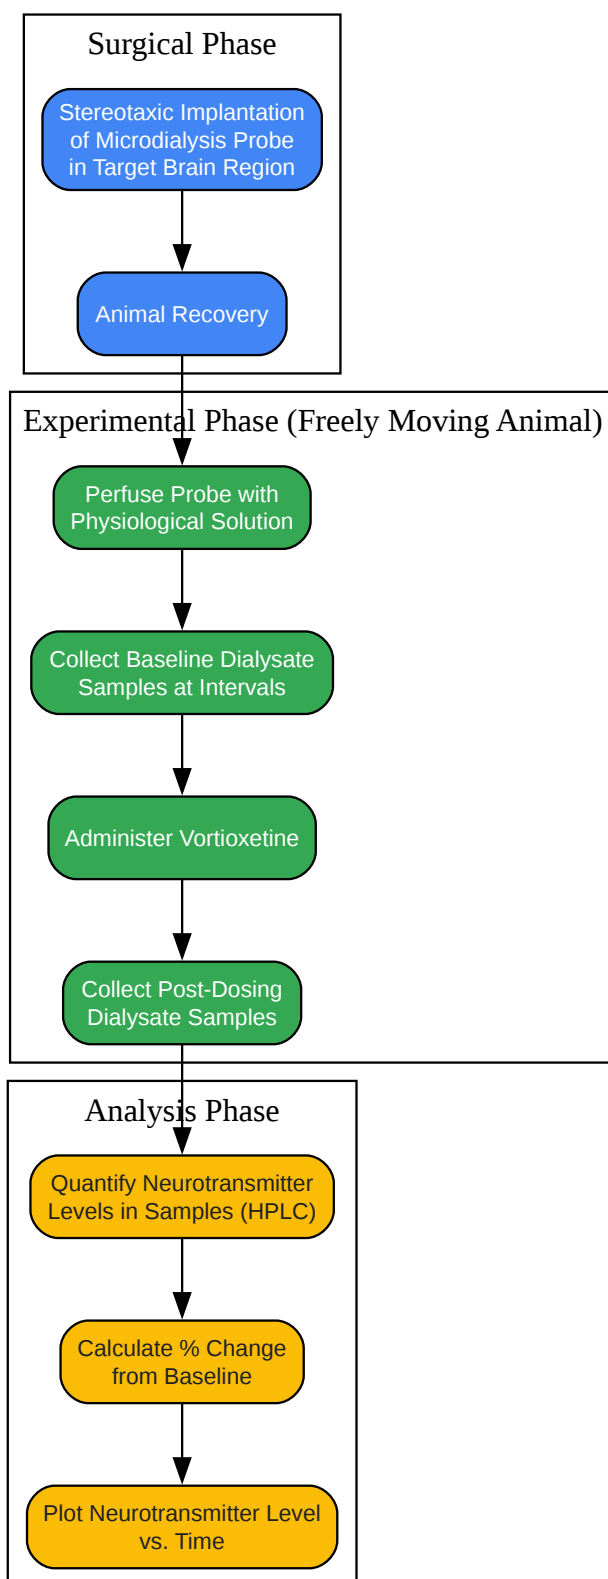 Surgical Phase
Stereotaxic Implantation
of Microdialysis Probe
in Target Brain Region
Animal Recovery
Experimental Phase (Freely Moving Animal)
Perfuse Probe with
Physiological Solution
Collect Baseline Dialysate
Samples at Intervals
Administer Vortioxetine
Collect Post-Dosing
Dialysate Samples
Analysis Phase
Quantify Neurotransmitter
Levels in Samples (HPLC)
Calculate % Change
from Baseline
Plot Neurotransmitter Level
vs. Time